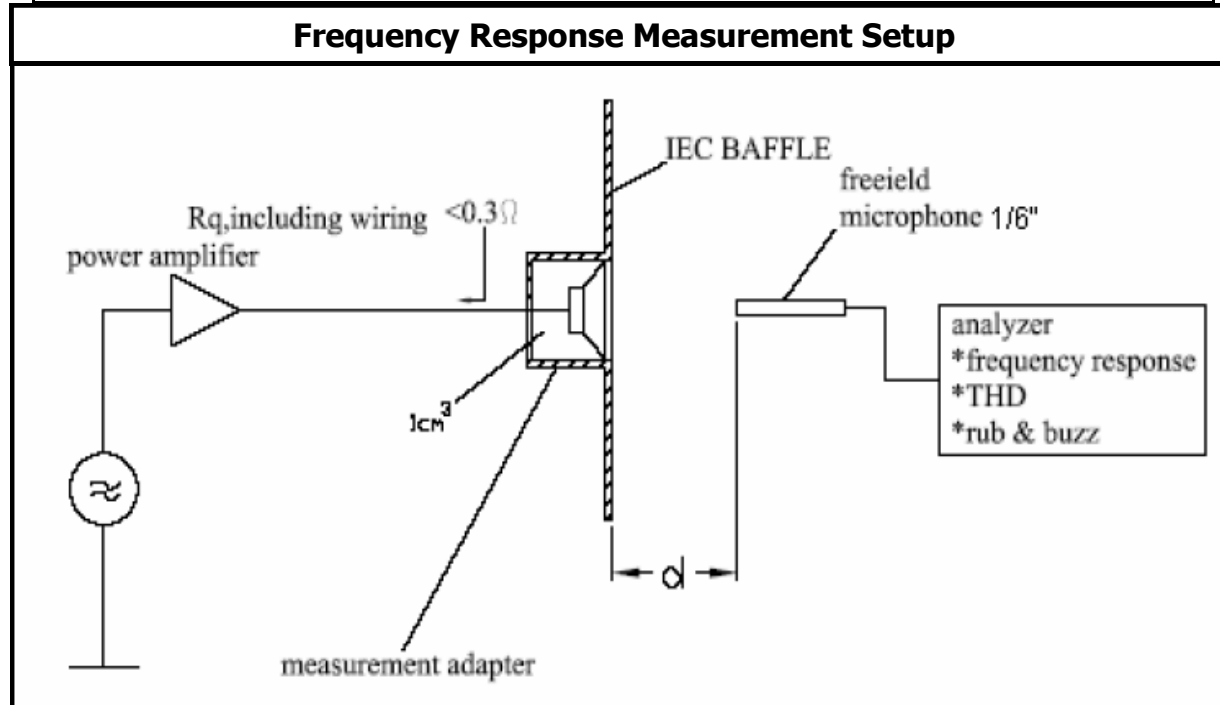 Frequency Response Measurement Setup
IEC BAFFLE
freeield
microphone 1/6"
Rq,including wiring <0.3Ω
power amplifier
analyzer
*frequency response
*THD
*rub & buzz
1cm³
d
measurement adapter